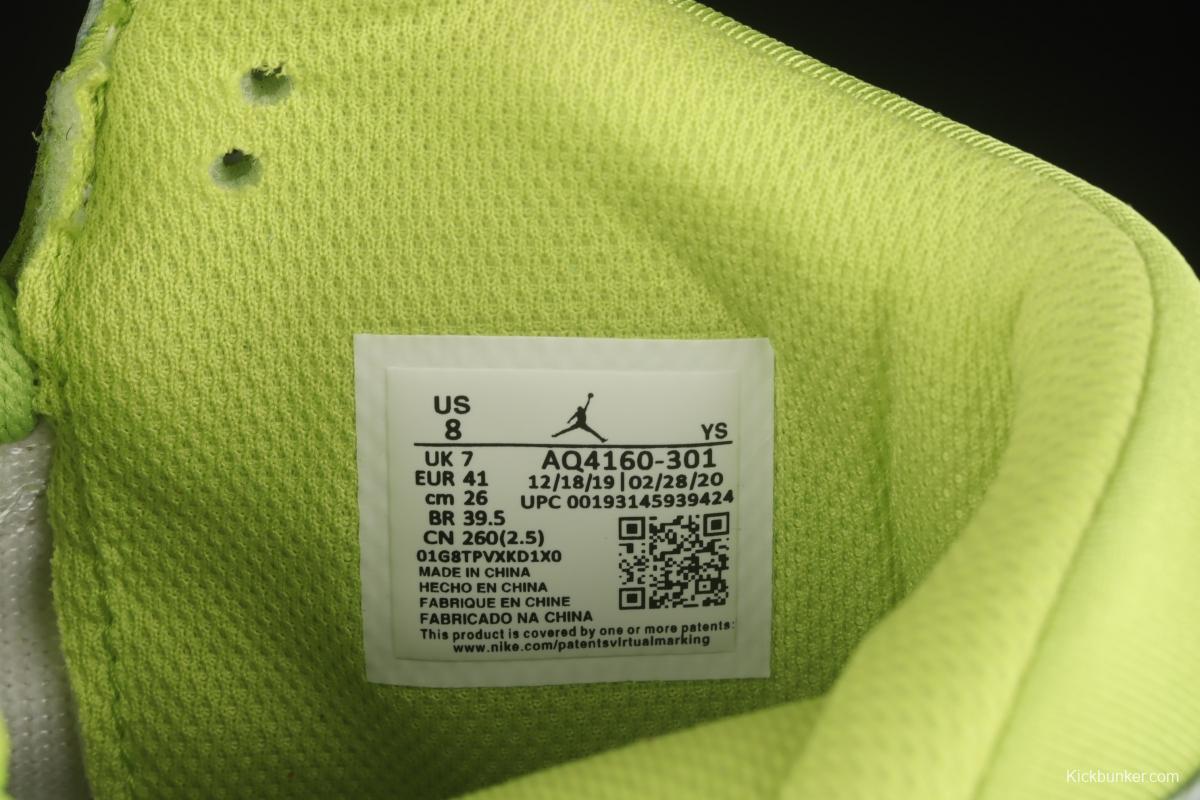 US
8
YS
UK 7
AQ4160-301
EUR 41
12/18/19|02/28/20
cm 26
UPC 00193145939424
BR 39.5
CN 260(2.5)
01G8TPVXKD1X0
MADE IN CHINA
HECHO EN CHINA
FABRIQUE EN CHINE
FABRICADO NA CHINA
This product is covered by one or more patents:
www.nike.com/patentsvirtualmarking
Kickbunker.com